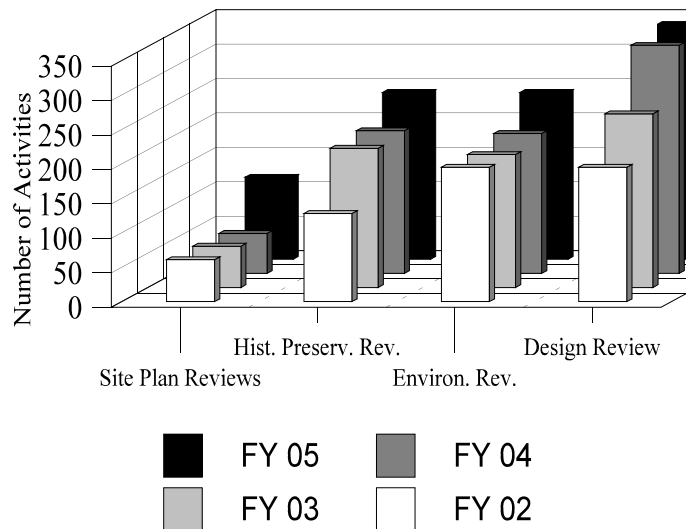 Number of Activities
350
300
250
200
150
100
50
0
Hist. Preserv. Rev.
Design Review
Site Plan Reviews
Environ. Rev.
FY 05
FY 04
FY 03
FY 02